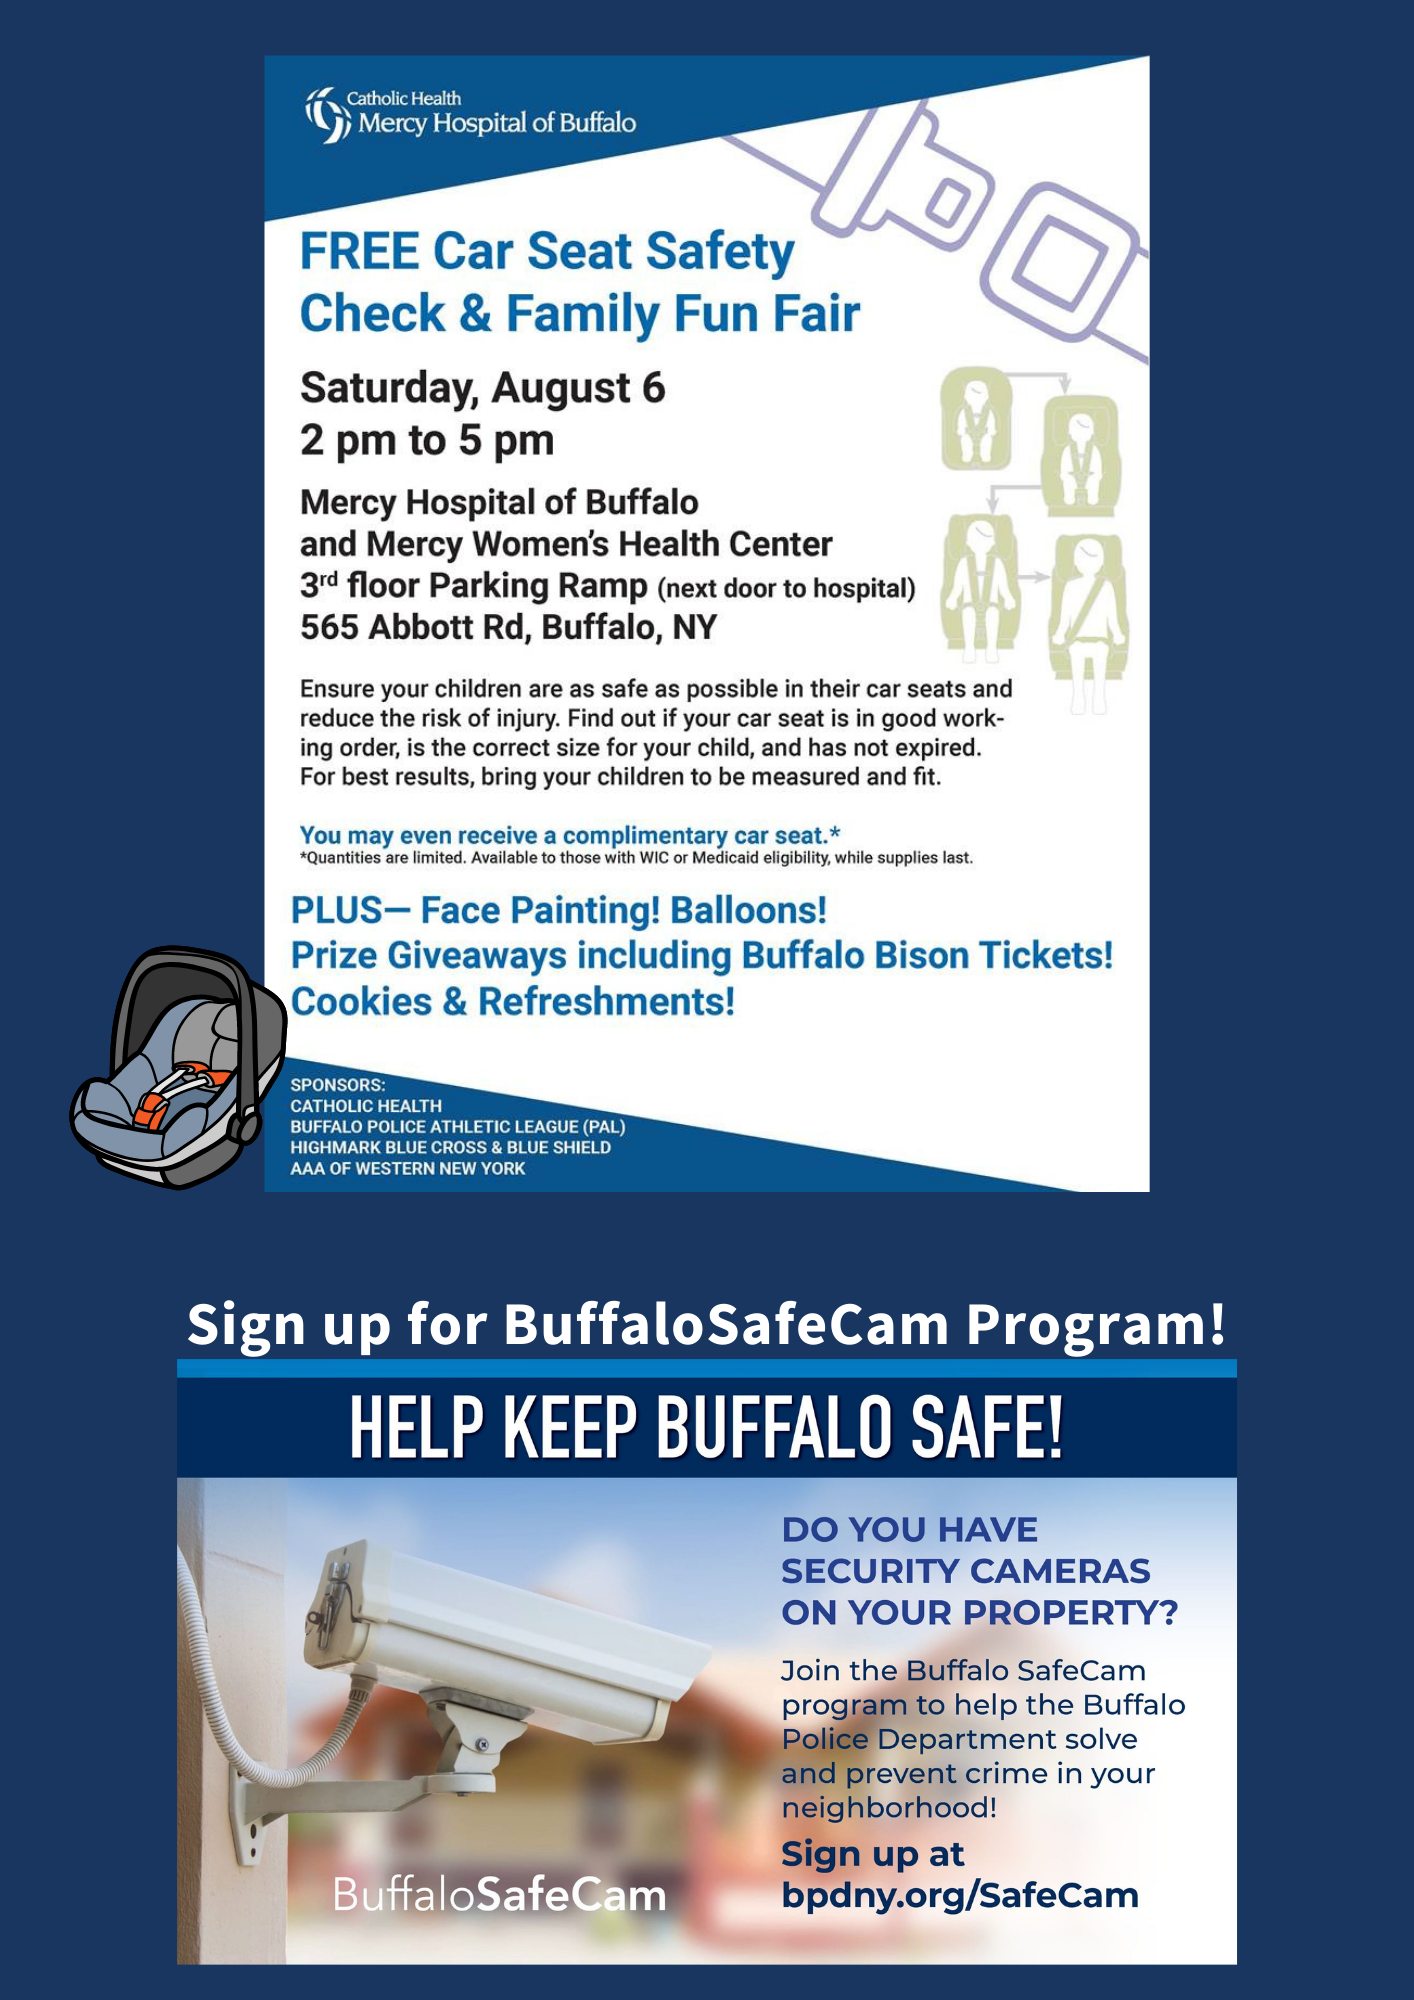 Catholic Health
Mercy Hospital of Buffalo
FREE Car Seat Safety
Check & Family Fun Fair
Saturday, August 6
2 pm to 5 pm
Mercy Hospital of Buffalo
and Mercy Women's Health Center
3rd floor Parking Ramp (next door to hospital)
565 Abbott Rd, Buffalo, NY
Ensure your children are as safe as possible in their car seats and
reduce the risk of injury. Find out if your car seat is in good work-
ing order, is the correct size for your child, and has not expired.
For best results, bring your children to be measured and fit.
You may even receive a complimentary car seat.*
*Quantities are limited. Available to those with WIC or Medicaid eligibility, while supplies last.
PLUS— Face Painting! Balloons!
Prize Giveaways including Buffalo Bison Tickets!
Cookies & Refreshments!
SPONSORS:
CATHOLIC HEALTH
BUFFALO POLICE ATHLETIC LEAGUE (PAL)
HIGHMARK BLUE CROSS & BLUE SHIELD
AAA OF WESTERN NEW YORK
Sign up for BuffaloSafeCam Program!
HELP KEEP BUFFALO SAFE!
DO YOU HAVE
SECURITY CAMERAS
ON YOUR PROPERTY?
Join the Buffalo SafeCam
program to help the Buffalo
Police Department solve
and prevent crime in your
neighborhood!
Sign up at
bpdny.org/SafeCam
BuffaloSafeCam